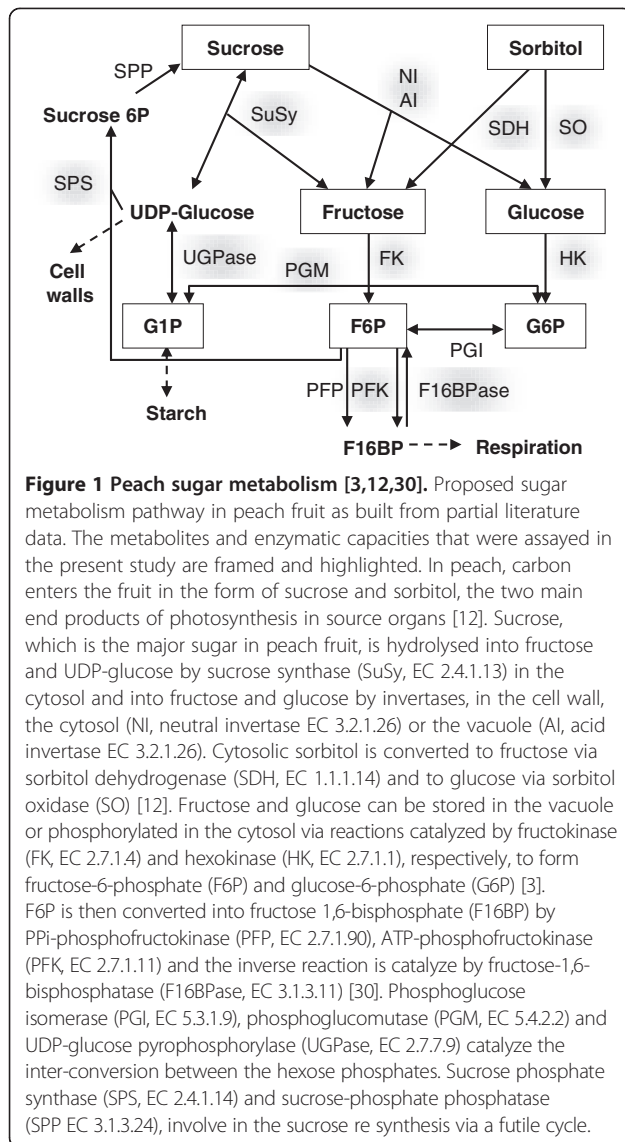 Sucrose
Sorbitol
SPP
NI
AI
Sucrose 6P
SuSy
SDH
SO
SPS
UDP-Glucose
Fructose
Glucose
Cell
walls
UGPase
PGM
FK
HK
G1P
F6P
G6P
PGI
Starch
PFP
PFK
F16BPase
F16BP
Respiration
Figure 1 Peach sugar metabolism [3,12,30]. Proposed sugar
metabolism pathway in peach fruit as built from partial literature
data. The metabolites and enzymatic capacities that were assayed in
the present study are framed and highlighted. In peach, carbon
enters the fruit in the form of sucrose and sorbitol, the two main
end products of photosynthesis in source organs [12]. Sucrose,
which is the major sugar in peach fruit, is hydrolysed into fructose
and UDP-glucose by sucrose synthase (SuSy, EC 2.4.1.13) in the
cytosol and into fructose and glucose by invertases, in the cell wall,
the cytosol (NI, neutral invertase EC 3.2.1.26) or the vacuole (AI, acid
invertase EC 3.2.1.26). Cytosolic sorbitol is converted to fructose via
sorbitol dehydrogenase (SDH, EC 1.1.1.14) and to glucose via sorbitol
oxidase (SO) [12]. Fructose and glucose can be stored in the vacuole
or phosphorylated in the cytosol via reactions catalyzed by fructokinase
(FK, EC 2.7.1.4) and hexokinase (HK, EC 2.7.1.1), respectively, to form
fructose-6-phosphate (F6P) and glucose-6-phosphate (G6P) [3].
F6P is then converted into fructose 1,6-bisphosphate (F16BP) by
PPi-phosphofructokinase (PFP, EC 2.7.1.90), ATP-phosphofructokinase
(PFK, EC 2.7.1.11) and the inverse reaction is catalyze by fructose-1,6-
bisphosphatase (F16BPase, EC 3.1.3.11) [30]. Phosphoglucose
isomerase (PGI, EC 5.3.1.9), phosphoglucomutase (PGM, EC 5.4.2.2) and
UDP-glucose pyrophosphorylase (UGPase, EC 2.7.7.9) catalyze the
inter-conversion between the hexose phosphates. Sucrose phosphate
synthase (SPS, EC 2.4.1.14) and sucrose-phosphate phosphatase
(SPP EC 3.1.3.24), involve in the sucrose re synthesis via a futile cycle.